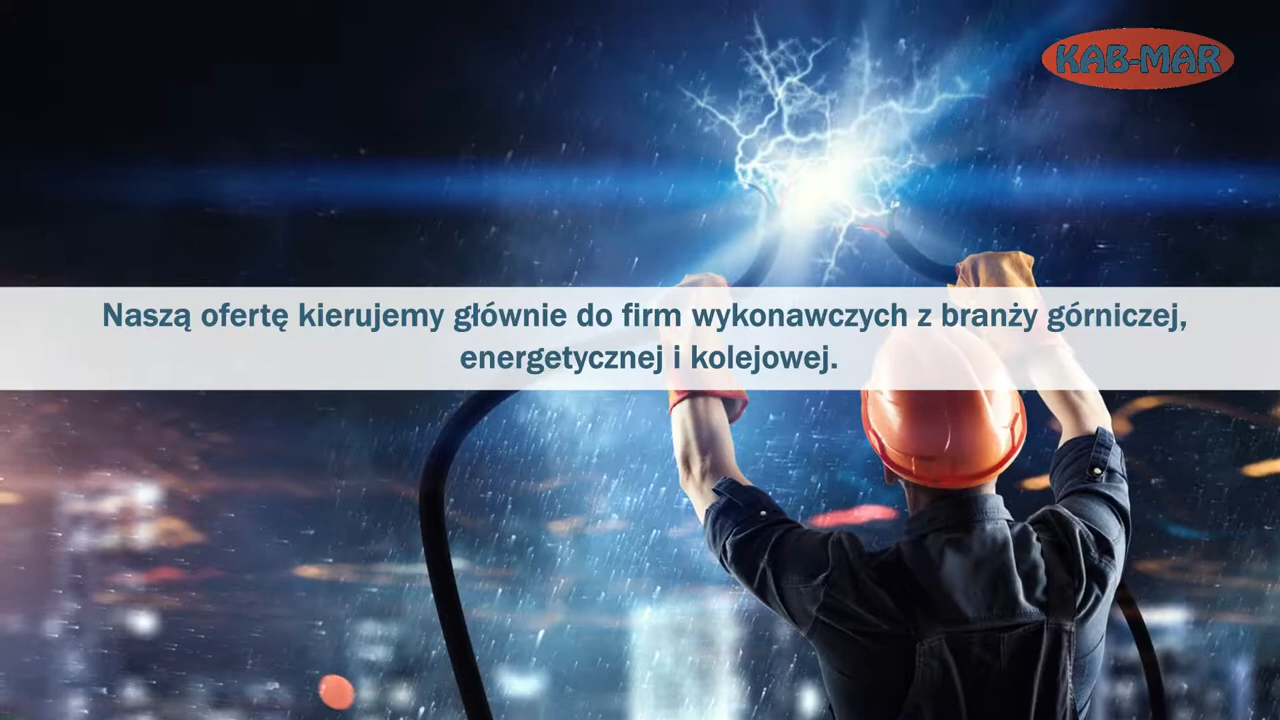 KAB-MAR
Naszą ofertę kierujemy głównie do firm wykonawczych z branży górniczej,
energetycznej i kolejowej.